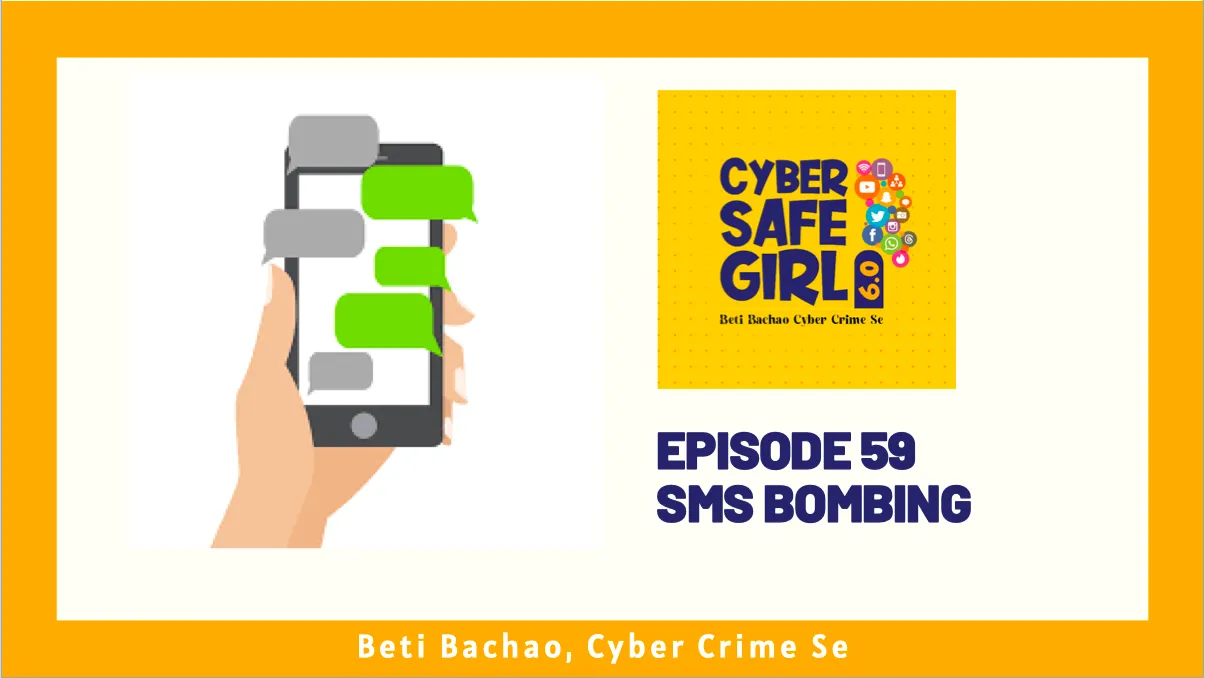 CYBER
SAFE
GIRL
6.0
Beti Bachao Cyber Crime Se
EPISODE 59
SMS BOMBING
Beti Bachao, Cyber Crime Se